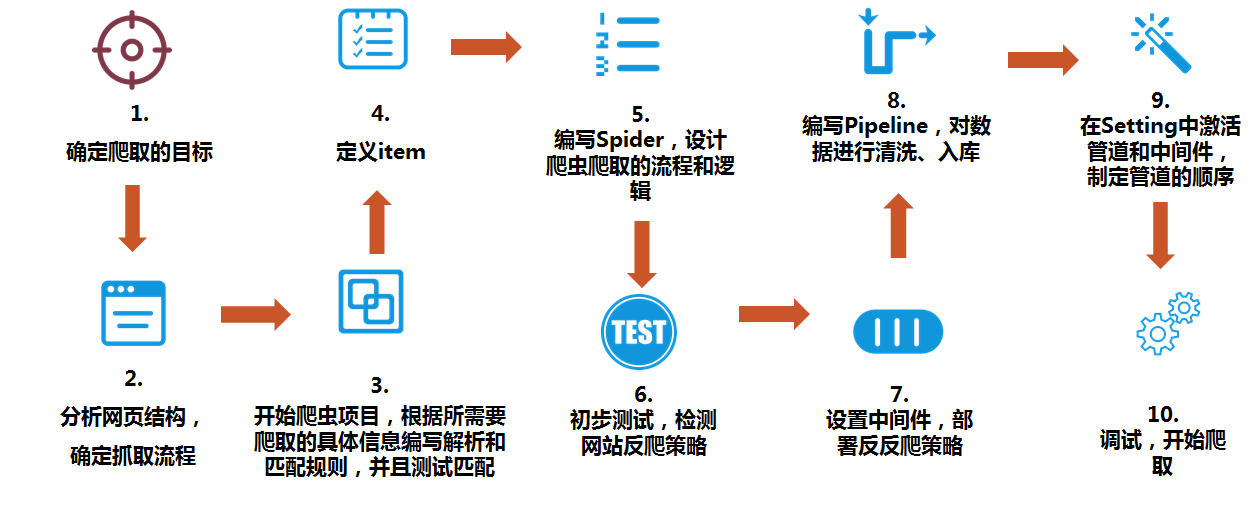 1.
确定爬取的目标
2.
分析网页结构，
确定抓取流程
3.
开始爬虫项目，根据所需要
爬取的具体信息编写解析和
匹配规则，并且测试匹配
4.
定义item
1
2
3
5.
编写Spider，设计
爬虫爬取的流程和逻
辑
TEST
6.
初步测试，检测
网站反爬策略
7.
设置中间件，部
署反反爬策略
8.
编写Pipeline，对数
据进行清洗、入库
9.
在Setting中激活
管道和中间件，
制定管道的顺序
10.
调试，开始爬
取